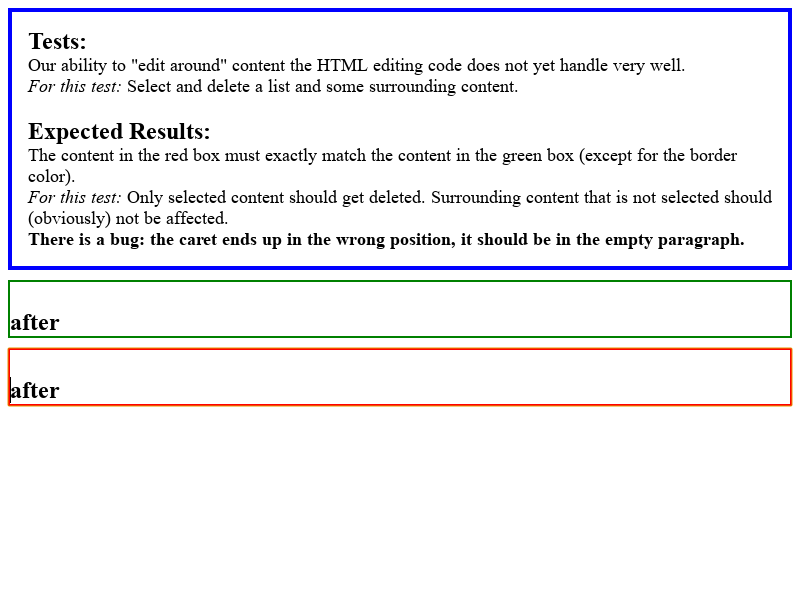 Tests:
Our ability to "edit around" content the HTML editing code does not yet handle very well.
For this test: Select and delete a list and some surrounding content.
Expected Results:
The content in the red box must exactly match the content in the green box (except for the border
color).
For this test: Only selected content should get deleted. Surrounding content that is not selected should
(obviously) not be affected.
There is a bug: the caret ends up in the wrong position, it should be in the empty paragraph.
after
after